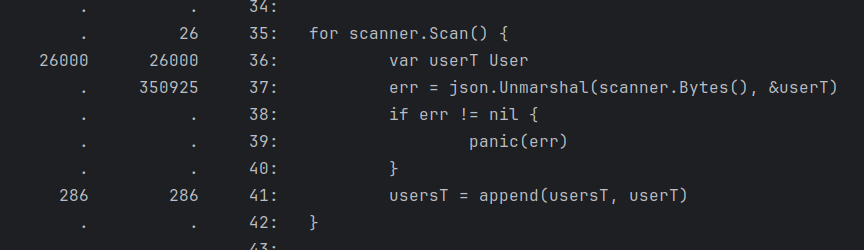 .          .     34:
.         26     35:   for scanner.Scan() {
26000      26000     36:           var userT User
.     350925     37:           err = json.Unmarshal(scanner.Bytes(), &userT)
.          .     38:           if err != nil {
.          .     39:                   panic(err)
.          .     40:           }
286        286     41:           usersT = append(usersT, userT)
.          .     42:   }
43: